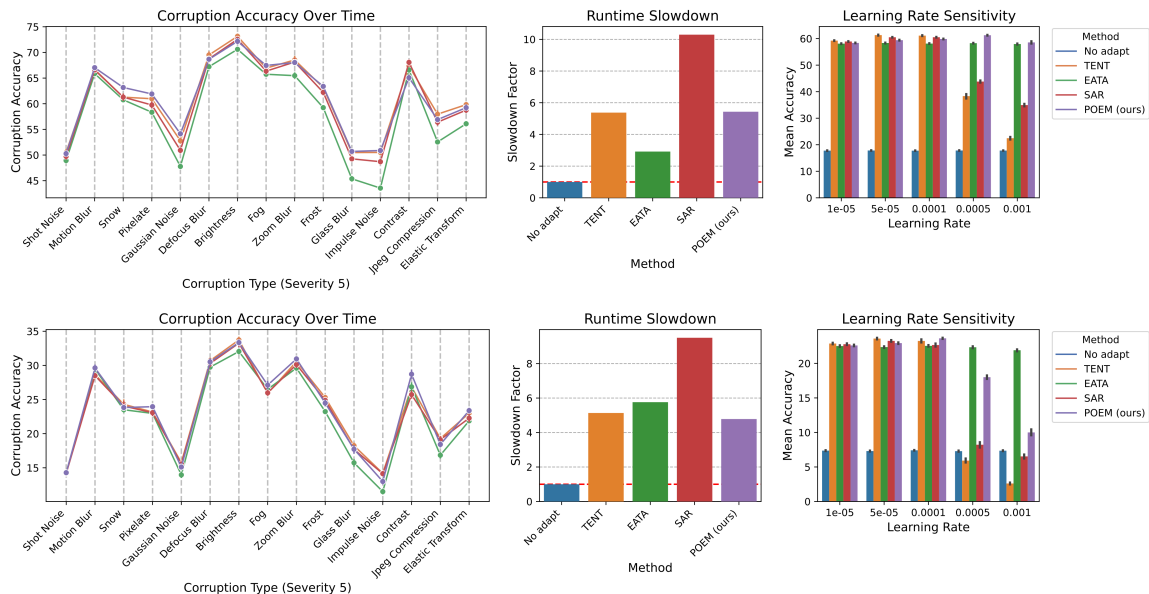 Corruption Accuracy Over Time
Corruption Accuracy
75
70
65
60
55
50
45
Shot Noise
Motion Blur
Snow
Pixelate
Gaussian Noise
Defocus Blur
Brightness
Fog
Zoom Blur
Frost
Glass Blur
Impulse Noise
Contrast
Jpeg Compression
Elastic Transform
Corruption Type (Severity 5)
Runtime Slowdown
Slowdown Factor
10
8
6
4
2
0
No adapt
TENT
EATA
SAR
POEM (ours)
Method
Learning Rate Sensitivity
Mean Accuracy
60
50
40
30
20
10
0
1e-05
5e-05
0.0001
0.0005
0.001
Learning Rate
Method
No adapt
TENT
EATA
SAR
POEM (ours)
Corruption Accuracy Over Time
Corruption Accuracy
35
30
25
20
15
Shot Noise
Motion Blur
Snow
Pixelate
Gaussian Noise
Defocus Blur
Brightness
Fog
Zoom Blur
Frost
Glass Blur
Impulse Noise
Contrast
Jpeg Compression
Elastic Transform
Corruption Type (Severity 5)
Runtime Slowdown
Slowdown Factor
8
6
4
2
0
No adapt
TENT
EATA
SAR
POEM (ours)
Method
Learning Rate Sensitivity
Mean Accuracy
25
20
15
10
5
0
1e-05
5e-05
0.0001
0.0005
0.001
Learning Rate
Method
No adapt
TENT
EATA
SAR
POEM (ours)